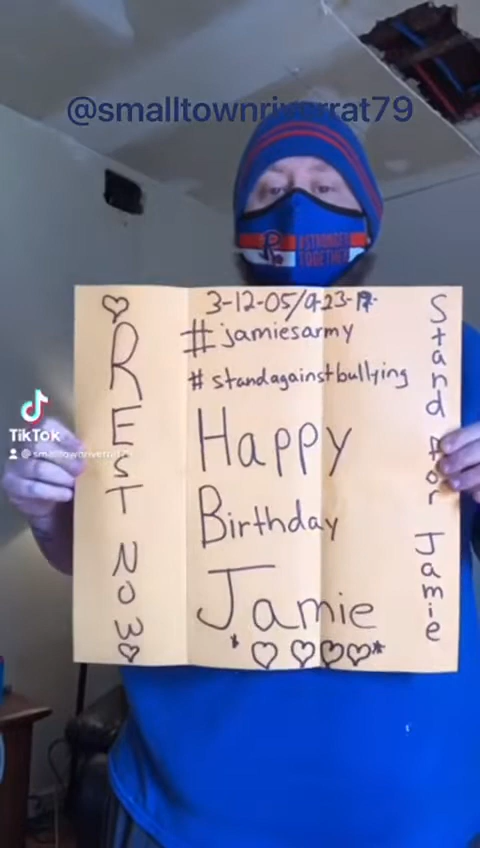 @smalltownriverrat79
#STRONGER
TOGETHER
3-12-05/9-23-17
#jamiesarmy
#standagainstbullying
Happy
Birthday
Jamie
REST NOW
Stand for Jamie
TikTok
@smalltownriverrat79